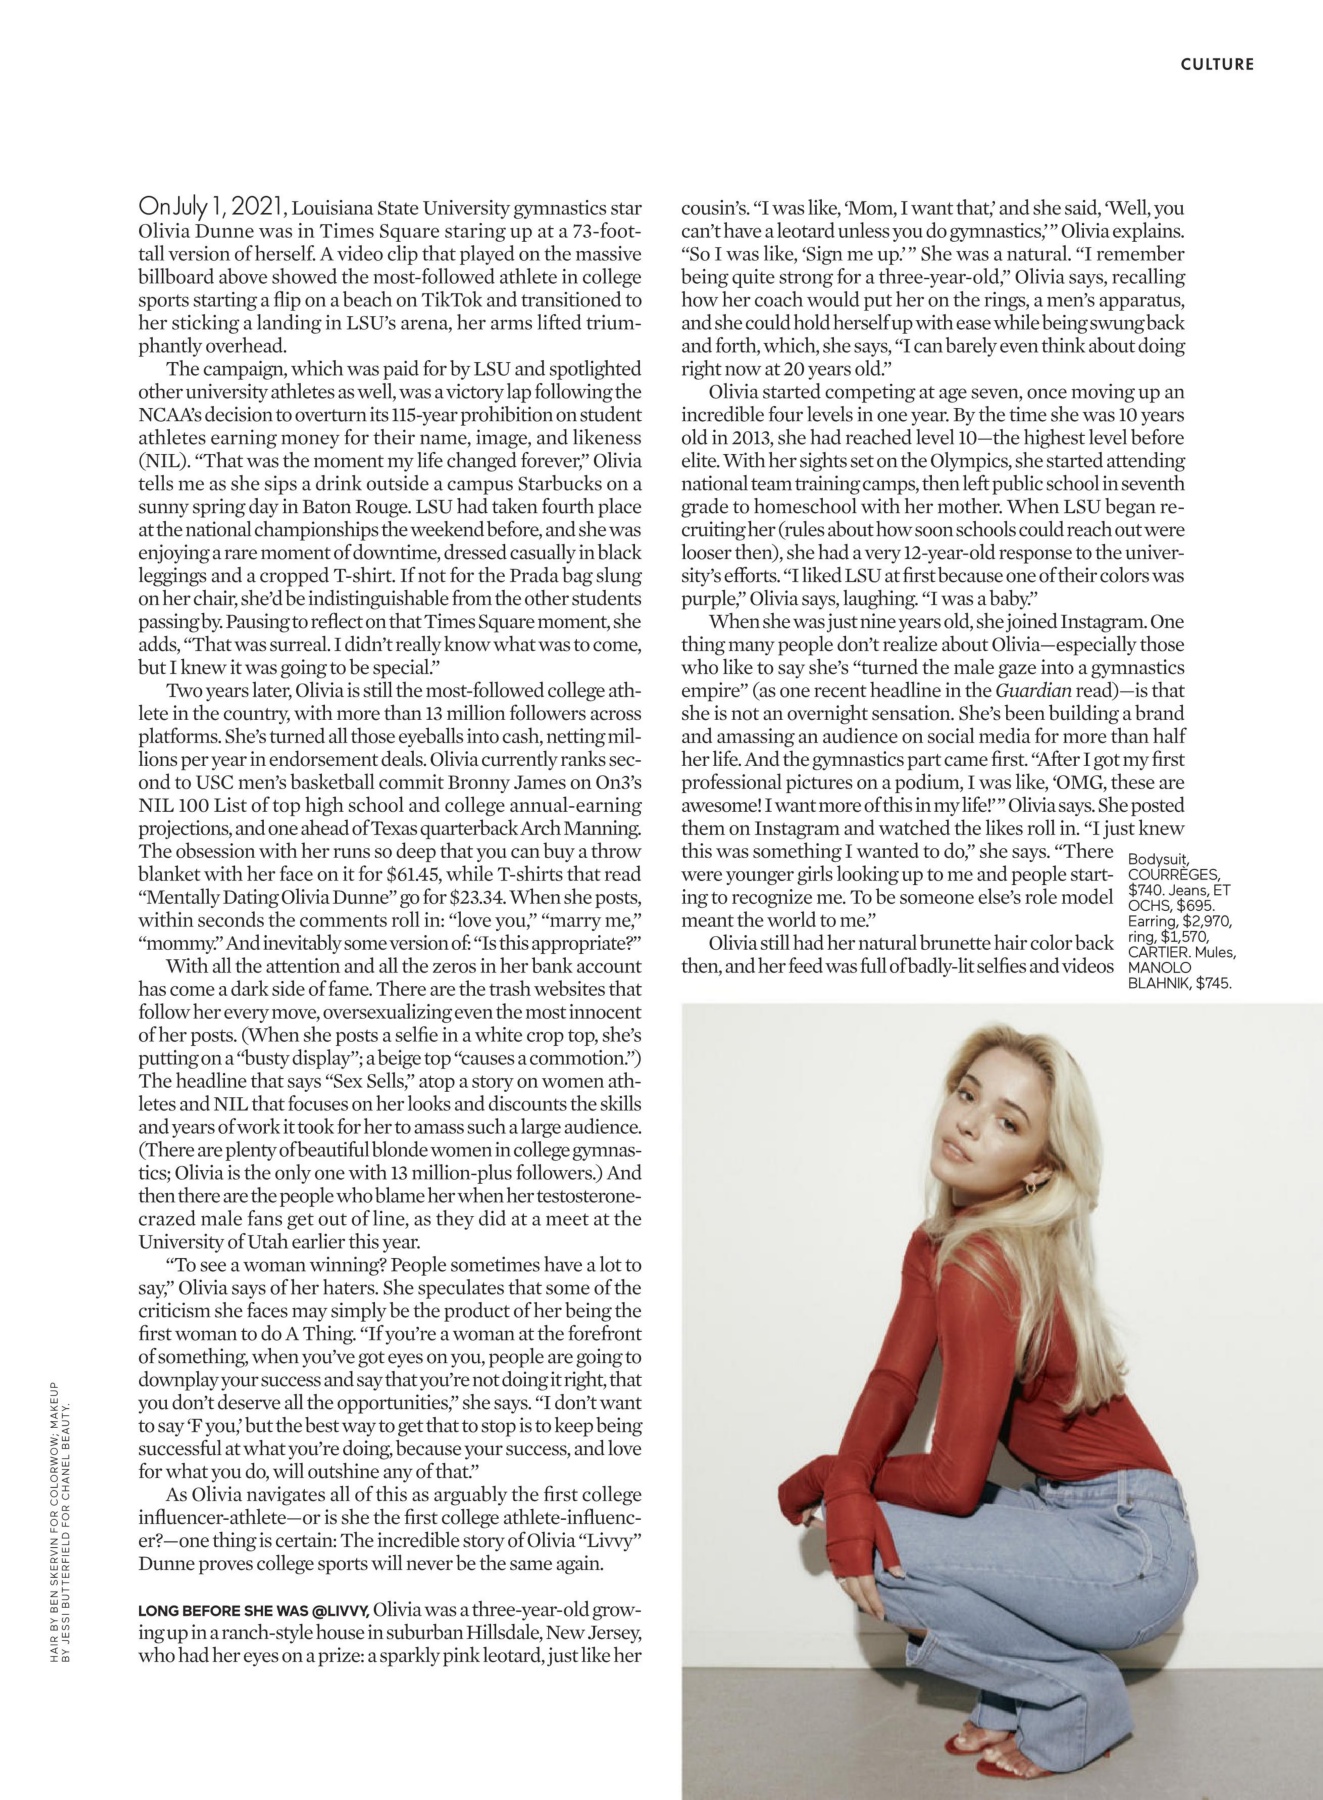 CULTURE
On July 1, 2021, Louisiana State University gymnastics star
Olivia Dunne was in Times Square staring up at a 73-foot-
tall version of herself. A video clip that played on the massive
billboard above showed the most-followed athlete in college
sports starting a flip on a beach on TikTok and transitioned to
her sticking a landing in LSU’s arena, her arms lifted trium-
phantly overhead.
The campaign, which was paid for by LSU and spotlighted
other university athletes as well, was a victory lap following the
NCAA’s decision to overturn its 115-year prohibition on student
athletes earning money for their name, image, and likeness
(NIL). “That was the moment my life changed forever,” Olivia
tells me as she sips a drink outside a campus Starbucks on a
sunny spring day in Baton Rouge. LSU had taken fourth place
at the national championships the weekend before, and she was
enjoying a rare moment of downtime, dressed casually in black
leggings and a cropped T-shirt. If not for the Prada bag slung
on her chair, she’d be indistinguishable from the other students
passing by. Pausing to reflect on that Times Square moment, she
adds, “That was surreal. I didn’t really know what was to come,
but I knew it was going to be special.”
Two years later, Olivia is still the most-followed college ath-
lete in the country, with more than 13 million followers across
platforms. She’s turned all those eyeballs into cash, netting mil-
lions per year in endorsement deals. Olivia currently ranks sec-
ond to USC men’s basketball commit Bronny James on On3’s
NIL 100 List of top high school and college annual-earning
projections, and one ahead of Texas quarterback Arch Manning.
The obsession with her runs so deep that you can buy a throw
blanket with her face on it for $61.45, while T-shirts that read
“Mentally Dating Olivia Dunne” go for $23.34. When she posts,
within seconds the comments roll in: “love you,” “marry me,”
“mommy.” And inevitably some version of: “Is this appropriate?”
With all the attention and all the zeros in her bank account
has come a dark side of fame. There are the trash websites that
follow her every move, oversexualizing even the most innocent
of her posts. (When she posts a selfie in a white crop top, she’s
putting on a “busty display”; a beige top “causes a commotion.”)
The headline that says “Sex Sells,” atop a story on women ath-
letes and NIL that focuses on her looks and discounts the skills
and years of work it took for her to amass such a large audience.
(There are plenty of beautiful blonde women in college gymnas-
tics; Olivia is the only one with 13 million-plus followers.) And
then there are the people who blame her when her testosterone-
crazed male fans get out of line, as they did at a meet at the
University of Utah earlier this year.
“To see a woman winning? People sometimes have a lot to
say,” Olivia says of her haters. She speculates that some of the
criticism she faces may simply be the product of her being the
first woman to do A Thing. “If you’re a woman at the forefront
of something, when you’ve got eyes on you, people are going to
downplay your success and say that you’re not doing it right, that
you don’t deserve all the opportunities,” she says. “I don’t want
to say ‘F you,’ but the best way to get that to stop is to keep being
successful at what you’re doing, because your success, and love
for what you do, will outshine any of that.”
As Olivia navigates all of this as arguably the first college
influencer-athlete—or is she the first college athlete-influenc-
er?—one thing is certain: The incredible story of Olivia “Livvy”
Dunne proves college sports will never be the same again.
LONG BEFORE SHE WAS @LIVVY, Olivia was a three-year-old grow-
ing up in a ranch-style house in suburban Hillsdale, New Jersey,
who had her eyes on a prize: a sparkly pink leotard, just like her
cousin’s. “I was like, ‘Mom, I want that,’ and she said, ‘Well, you
can’t have a leotard unless you do gymnastics,’” Olivia explains.
“So I was like, ‘Sign me up.’” She was a natural. “I remember
being quite strong for a three-year-old,” Olivia says, recalling
how her coach would put her on the rings, a men’s apparatus,
and she could hold herself up with ease while being swung back
and forth, which, she says, “I can barely even think about doing
right now at 20 years old.”
Olivia started competing at age seven, once moving up an
incredible four levels in one year. By the time she was 10 years
old in 2013, she had reached level 10—the highest level before
elite. With her sights set on the Olympics, she started attending
national team training camps, then left public school in seventh
grade to homeschool with her mother. When LSU began re-
cruiting her (rules about how soon schools could reach out were
looser then), she had a very 12-year-old response to the univer-
sity’s efforts. “I liked LSU at first because one of their colors was
purple,” Olivia says, laughing. “I was a baby.”
When she was just nine years old, she joined Instagram. One
thing many people don’t realize about Olivia—especially those
who like to say she’s “turned the male gaze into a gymnastics
empire” (as one recent headline in the Guardian read)—is that
she is not an overnight sensation. She’s been building a brand
and amassing an audience on social media for more than half
her life. And the gymnastics part came first. “After I got my first
professional pictures on a podium, I was like, ‘OMG, these are
awesome! I want more of this in my life!’” Olivia says. She posted
them on Instagram and watched the likes roll in. “I just knew
this was something I wanted to do,” she says. “There
were younger girls looking up to me and people start-
ing to recognize me. To be someone else’s role model
meant the world to me.”
Olivia still had her natural brunette hair color back
then, and her feed was full of badly-lit selfies and videos
Bodysuit,
COURRÈGES,
$740. Jeans, ET
OCHS, $695.
Earring, $2,970,
ring, $1,570,
CARTIER. Mules,
MANOLO
BLAHNIK, $745.
HAIR BY BEN SKERVIN FOR COLORWOW; MAKEUP
BY JESSI BUTTERFIELD FOR CHANEL BEAUTY.